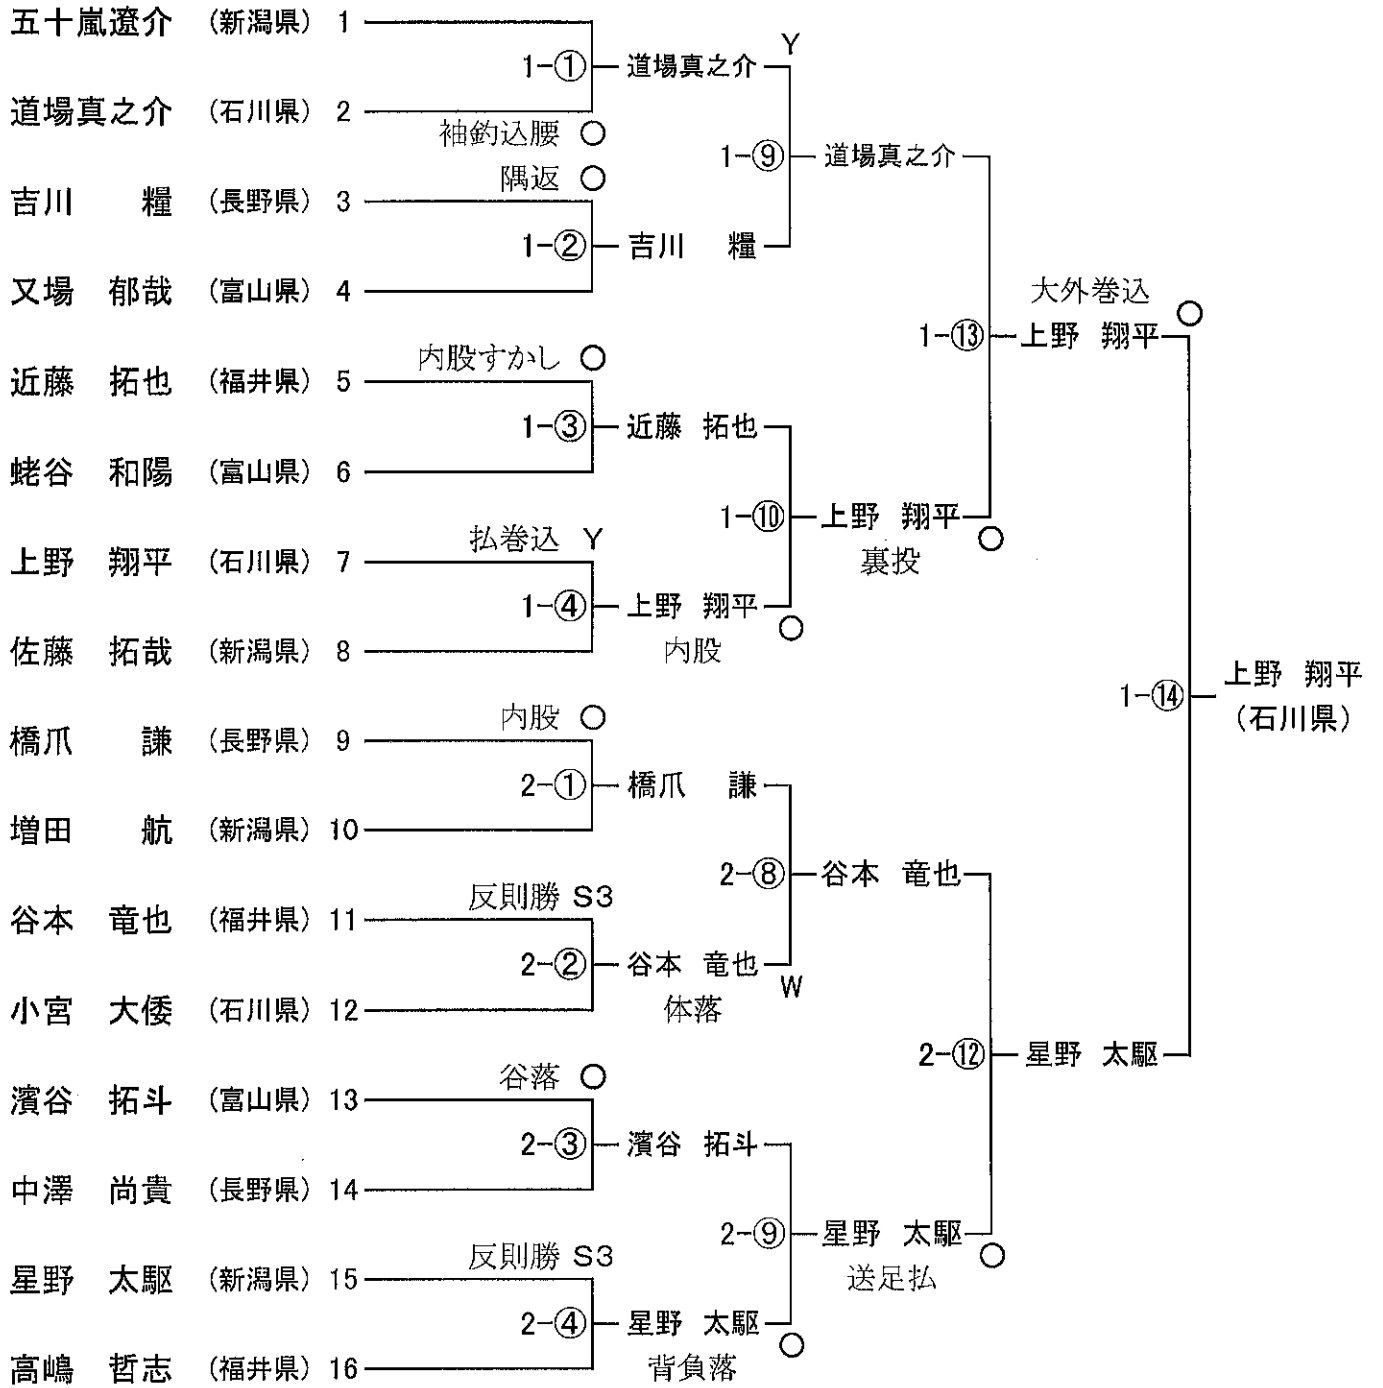 五十嵐遼介 (新潟県) 1
Y
1-① 道場真之介
道場真之介 (石川県) 2
袖釣込腰 ○
1-⑨ 道場真之介
隅返 ○
吉川 糧 (長野県) 3
1-② 吉川 糧
又場 郁哉 (富山県) 4
大外巻込 ○
1-⑬ 上野 翔平
内股すかし ○
近藤 拓也 (福井県) 5
1-③ 近藤 拓也
蛯谷 和陽 (富山県) 6
1-⑩ 上野 翔平 ○
裏投
払巻込 Y
上野 翔平 (石川県) 7
1-④ 上野 翔平 ○
内股
佐藤 拓哉 (新潟県) 8
1-⑭ 上野 翔平
(石川県)
内股 ○
橋爪 謙 (長野県) 9
2-① 橋爪 謙
増田 航 (新潟県) 10
2-⑧ 谷本 竜也
反則勝 S3
谷本 竜也 (福井県) 11
2-② 谷本 竜也 W
体落
小宮 大倭 (石川県) 12
2-⑫ 星野 太駆
谷落 ○
濱谷 拓斗 (富山県) 13
2-③ 濱谷 拓斗
中澤 尚貴 (長野県) 14
2-⑨ 星野 太駆 ○
送足払
反則勝 S3
星野 太駆 (新潟県) 15
2-④ 星野 太駆 ○
背負落
高嶋 哲志 (福井県) 16